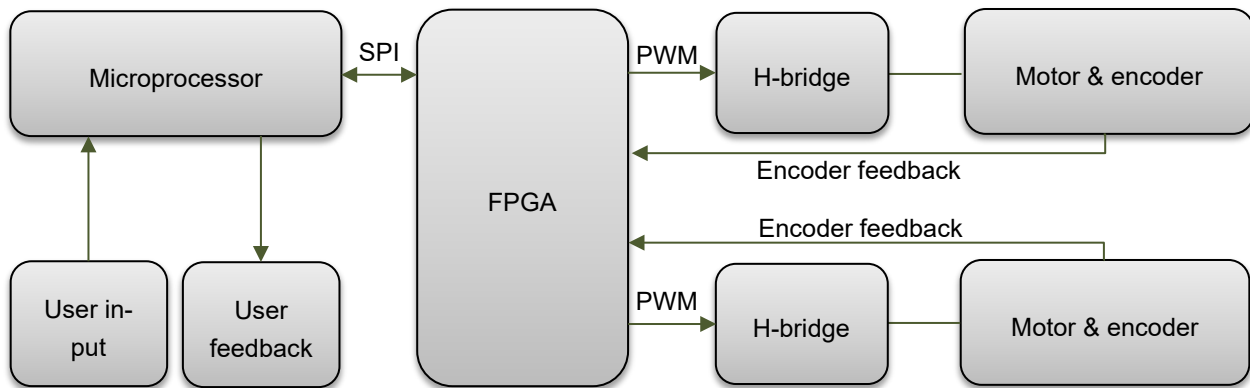 Microprocessor
SPI
FPGA
PWM
H-bridge
Motor & encoder
Encoder feedback
Encoder feedback
PWM
H-bridge
Motor & encoder
User in-
put
User
feedback